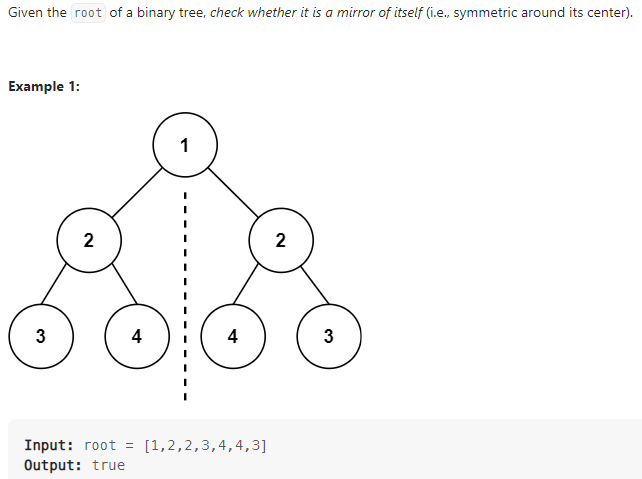 Given the root of a binary tree, check whether it is a mirror of itself (i.e., symmetric around its center).
Example 1:
1
2 2
3 4 4 3
Input: root = [1,2,2,3,4,4,3]
Output: true